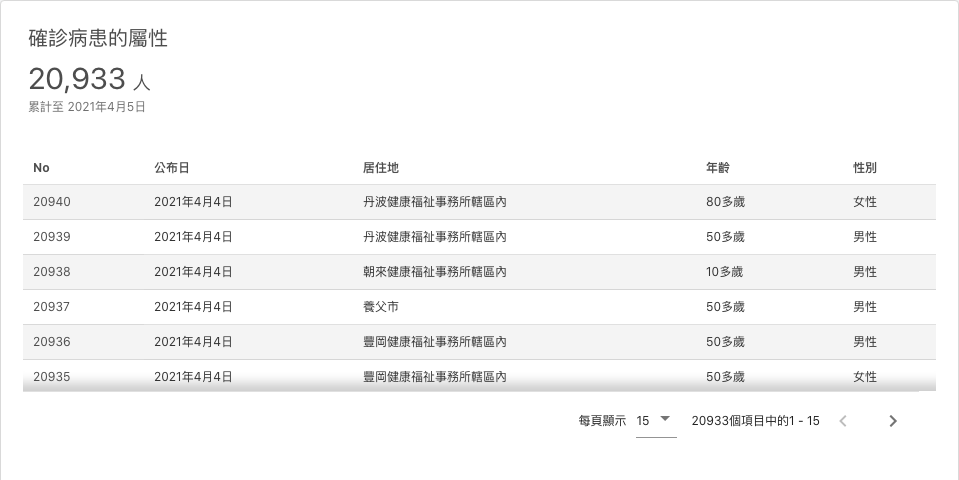 確診病患的屬性
20,933 人
累計至 2021年4月5日
No 公布日 居住地 年齡 性別
20940 2021年4月4日 丹波健康福祉事務所轄區內 80多歲 女性
20939 2021年4月4日 丹波健康福祉事務所轄區內 50多歲 男性
20938 2021年4月4日 朝來健康福祉事務所轄區內 10多歲 男性
20937 2021年4月4日 養父市 50多歲 男性
20936 2021年4月4日 豐岡健康福祉事務所轄區內 50多歲 男性
20935 2021年4月4日 豐岡健康福祉事務所轄區內 50多歲 女性
每頁顯示 15 20933個項目中的1 - 15